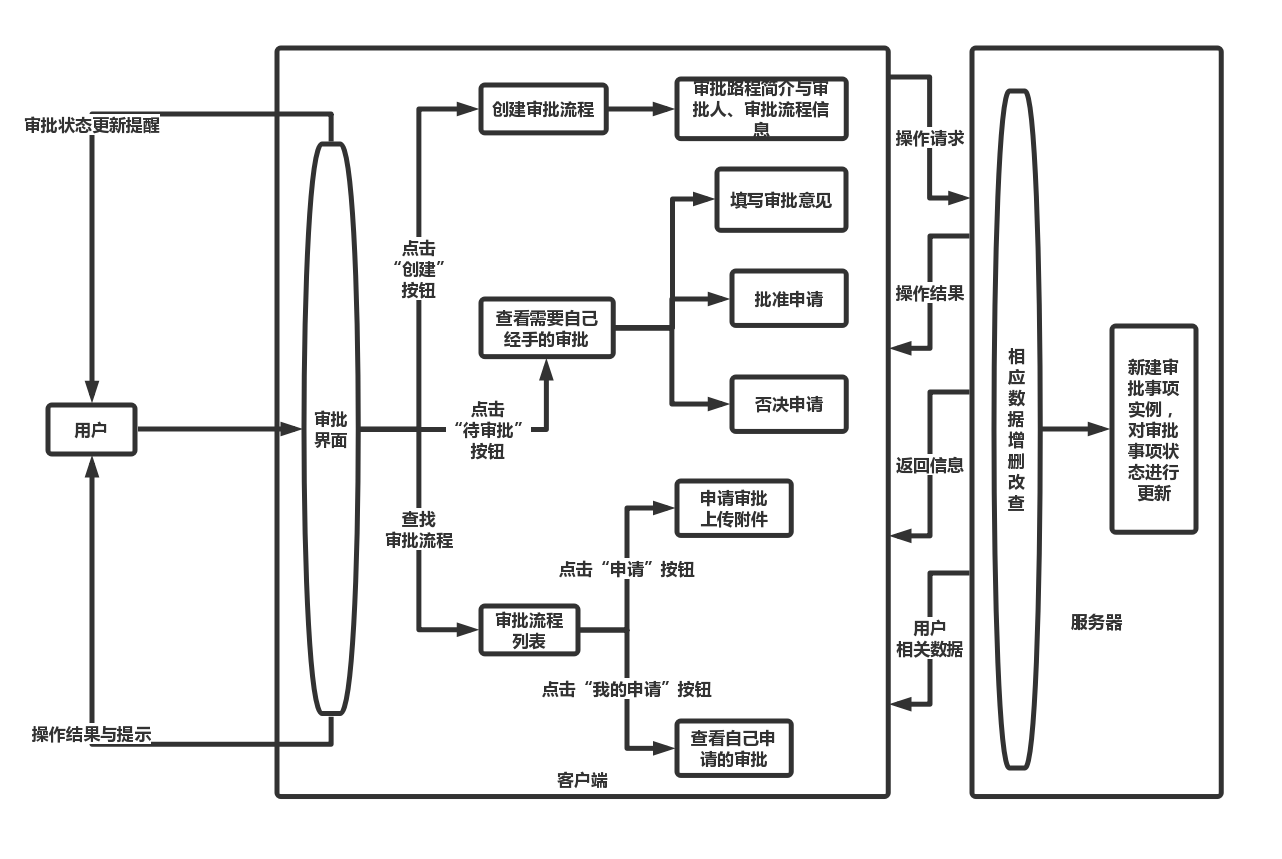 审批状态更新提醒
用户
操作结果与提示
审批
界面
点击
“创建”
按钮
点击
“待审批”
按钮
查找
审批流程
创建审批流程
审批路程简介与审
批人、审批流程信
息
查看需要自己
经手的审批
填写审批意见
批准申请
否决申请
审批流程
列表
点击“申请”按钮
申请审批
上传附件
点击“我的申请”按钮
查看自己申
请的审批
客户端
操作请求
操作结果
返回信息
用户
相关数据
相
应
数
据
增
删
改
查
新建审
批事项
实例，
对审批
事项状
态进行
更新
服务器